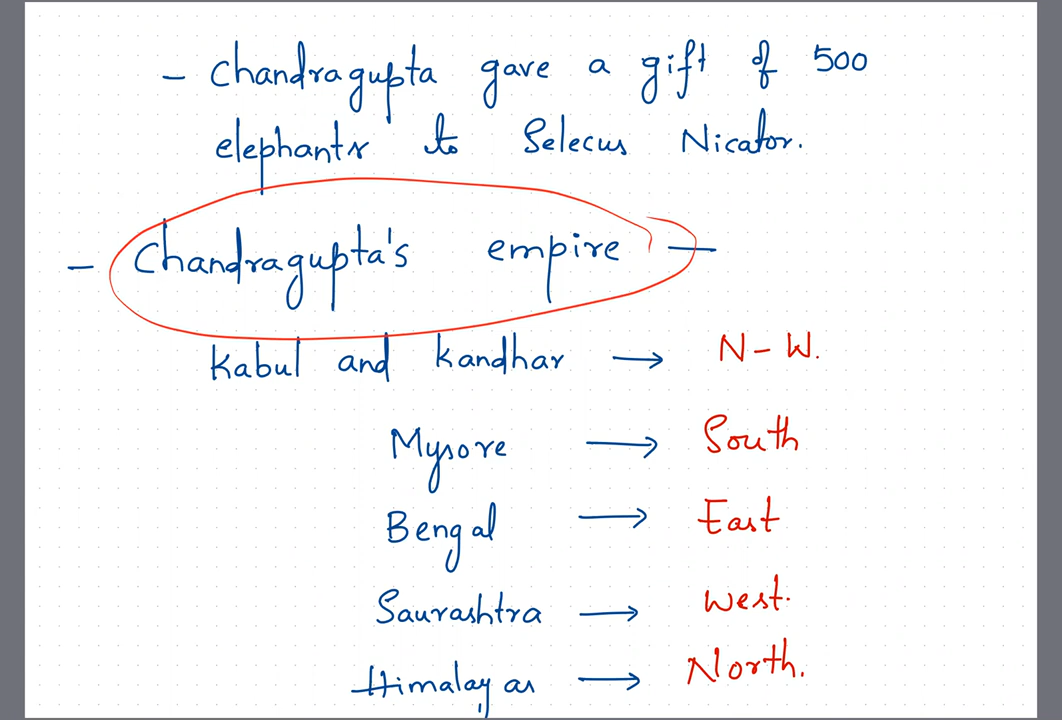 - Chandragupta gave a gift of 500
elephants to Selecus Nicator.
- Chandragupta's empire -
Kabul and Kandhar → N-W.
Mysore → South
Bengal → East
Saurashtra → West.
Himalayas → North.